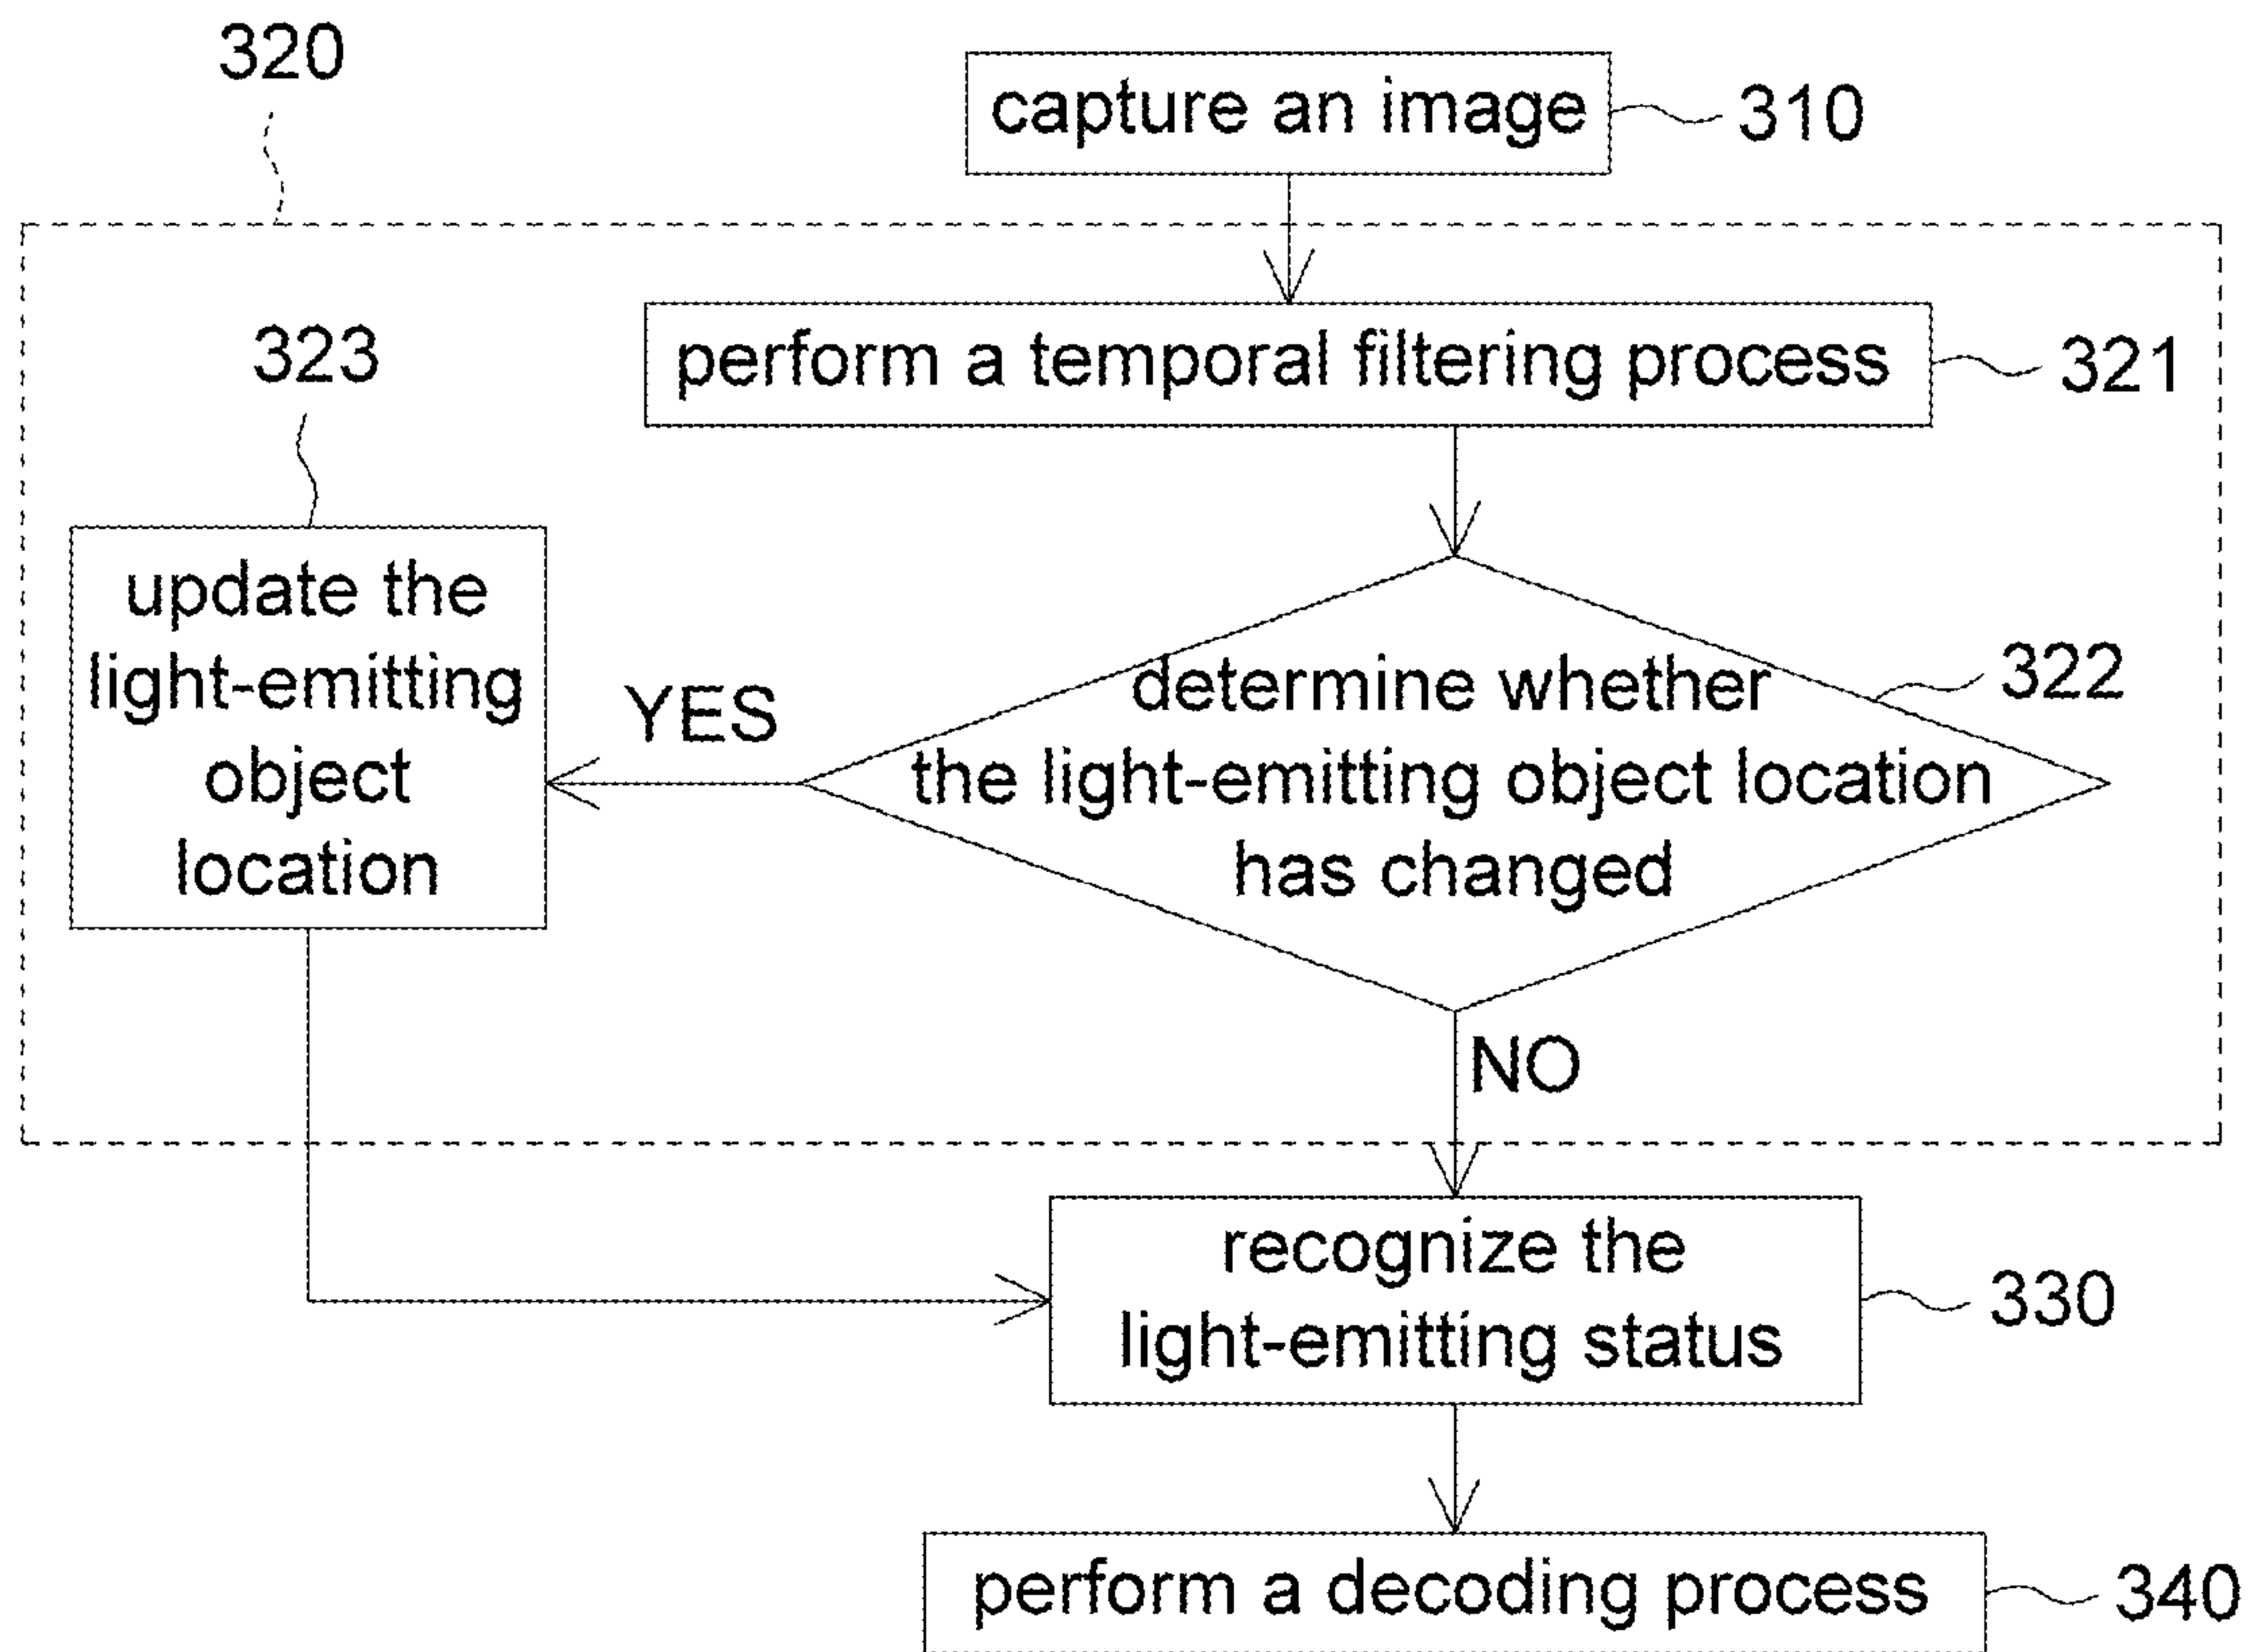 320
capture an image
310
perform a temporal filtering process
321
323
update the
light-emitting
object
location
YES
determine whether
the light-emitting object location
has changed
322
NO
recognize the
light-emitting status
330
perform a decoding process
340